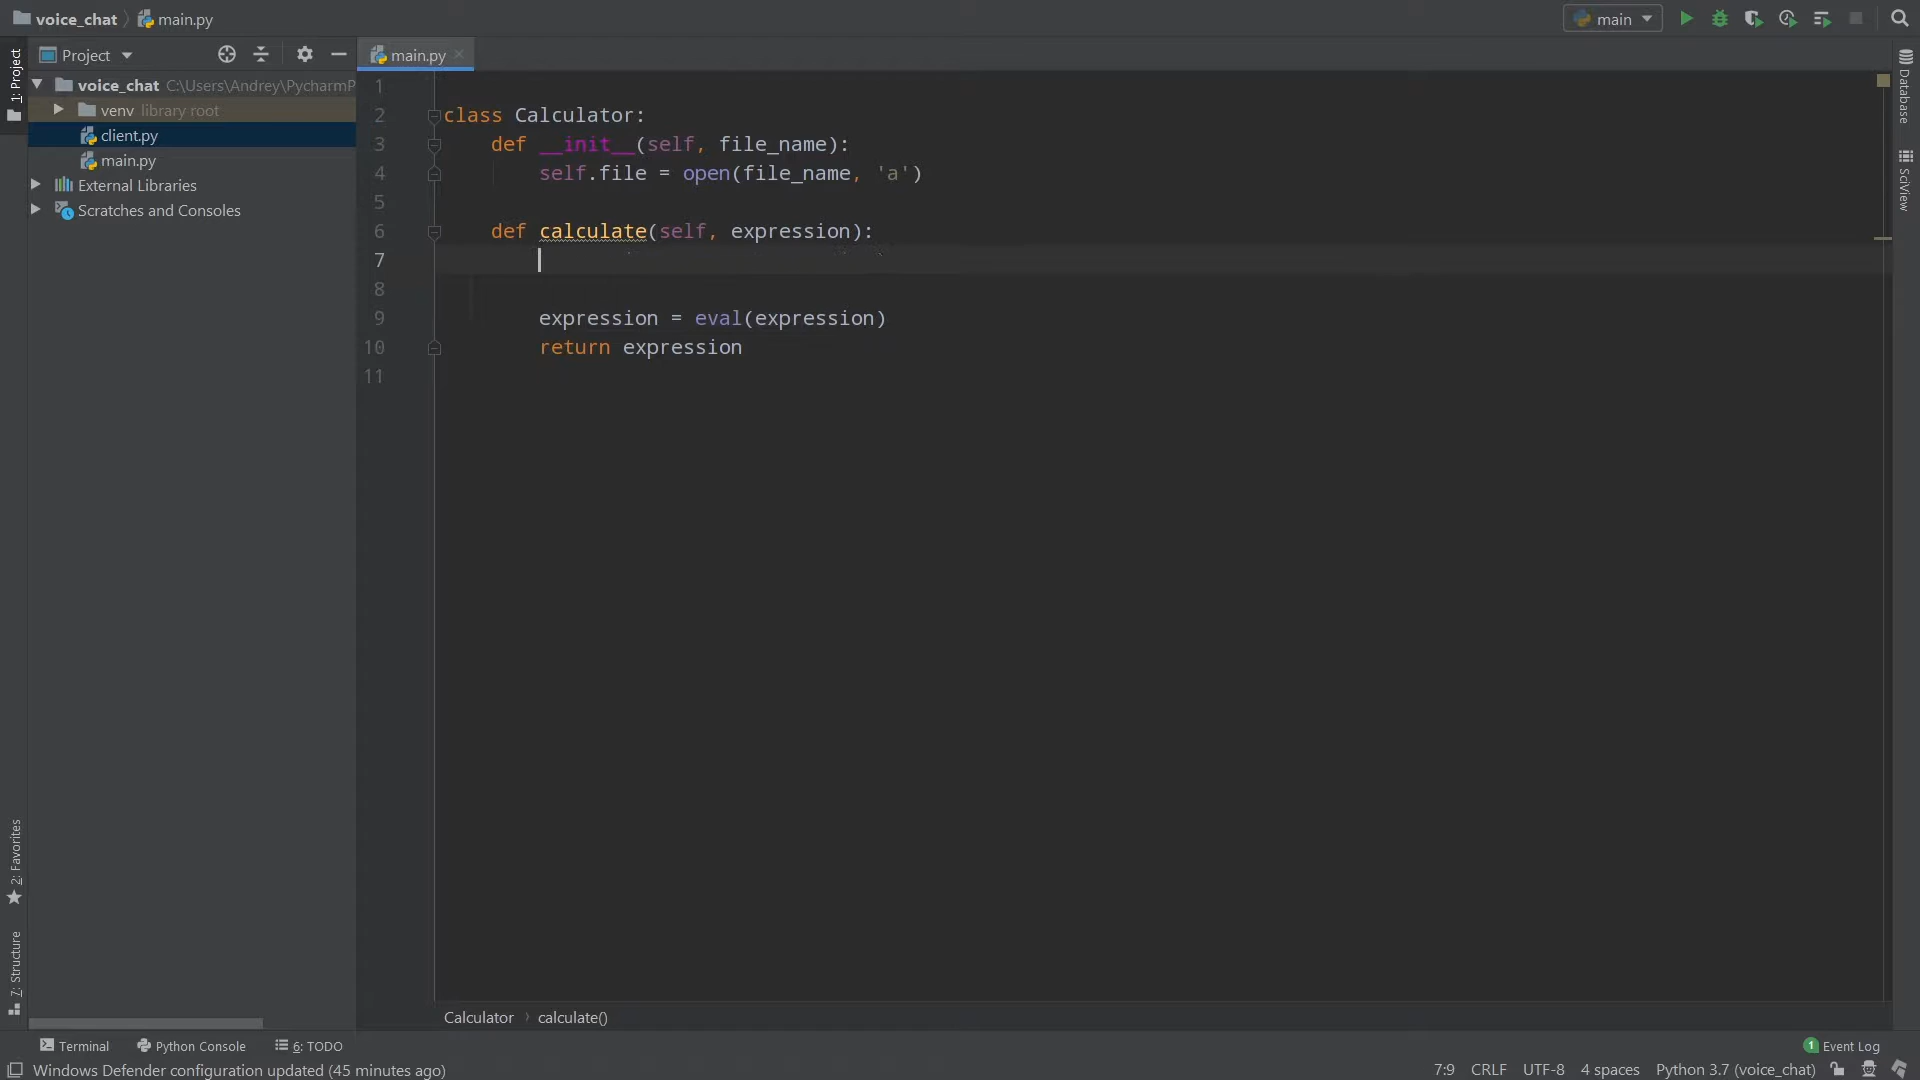 voice_chat main.py
main
Project
main.py
1: Project
voice_chat C:\Users\Andrey\PycharmP
venv library root
client.py
main.py
External Libraries
Scratches and Consoles
1
2 class Calculator:
3 def __init__(self, file_name):
4 self.file = open(file_name, 'a')
5
6 def calculate(self, expression):
7
8
9 expression = eval(expression)
10 return expression
11
Database
SciView
2: Favorites
7: Structure
Calculator › calculate()
Terminal Python Console 6: TODO
1 Event Log
Windows Defender configuration updated (45 minutes ago)
7:9 CRLF UTF-8 4 spaces Python 3.7 (voice_chat)